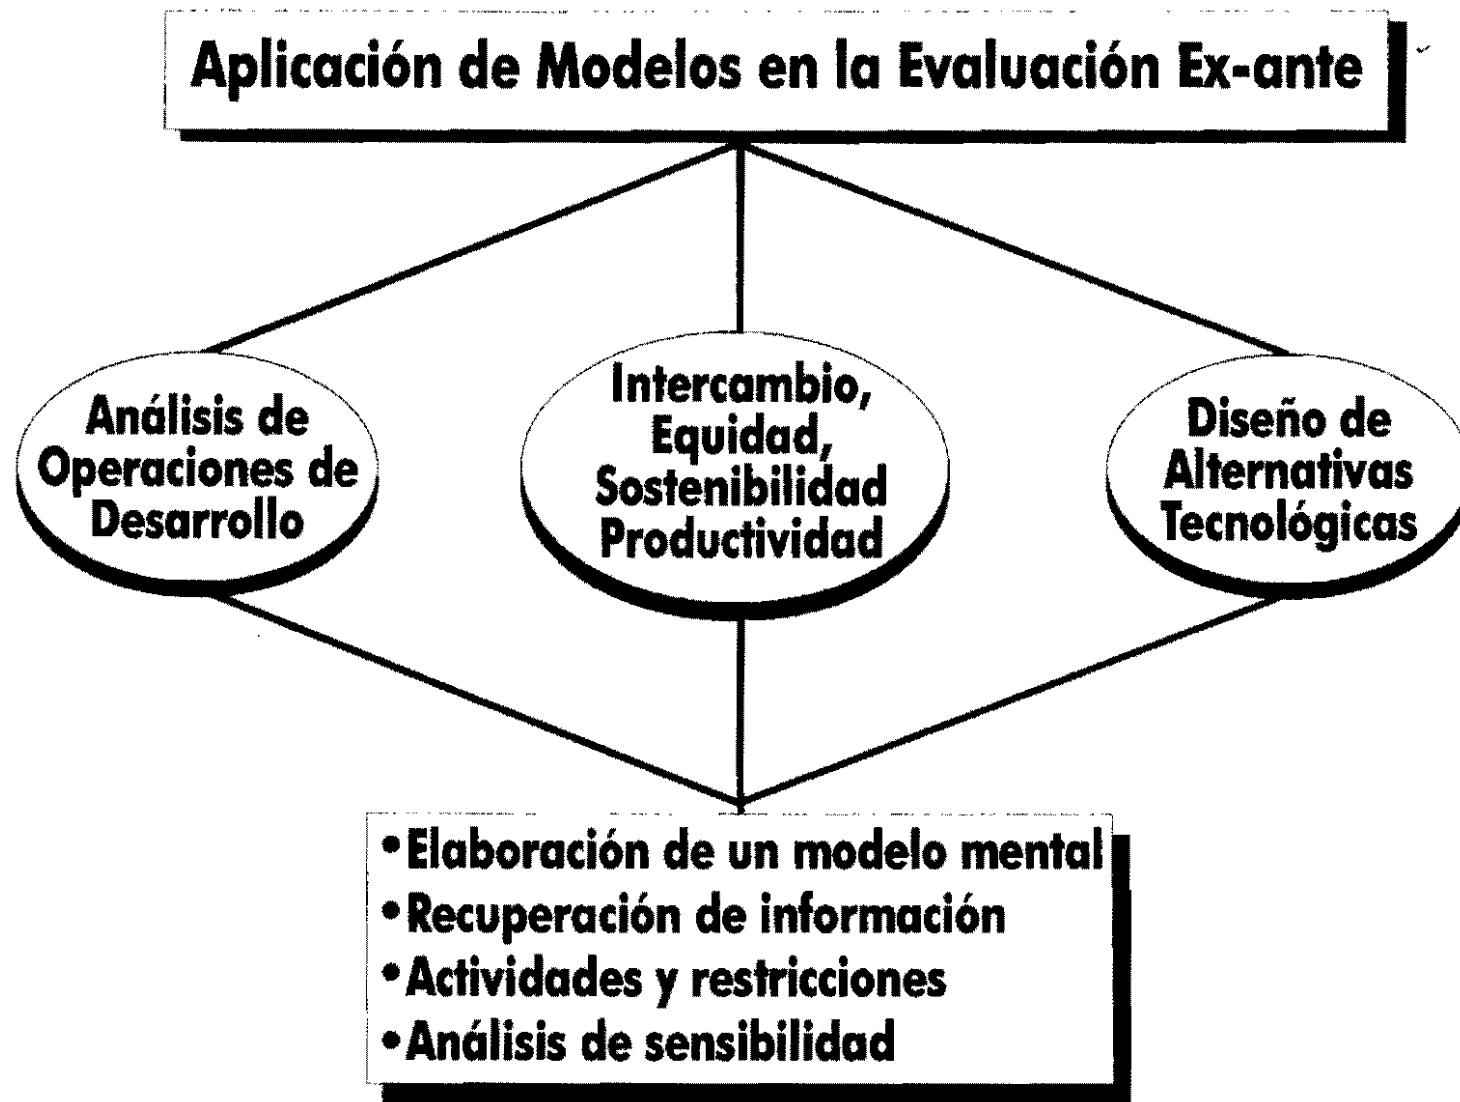 Aplicación de Modelos en la Evaluación Ex-ante
Análisis de
Operaciones de
Desarrollo
Intercambio,
Equidad,
Sostenibilidad
Productividad
Diseño de
Alternativas
Tecnológicas
•Elaboración de un modelo mental
•Recuperación de información
•Actividades y restricciones
•Análisis de sensibilidad